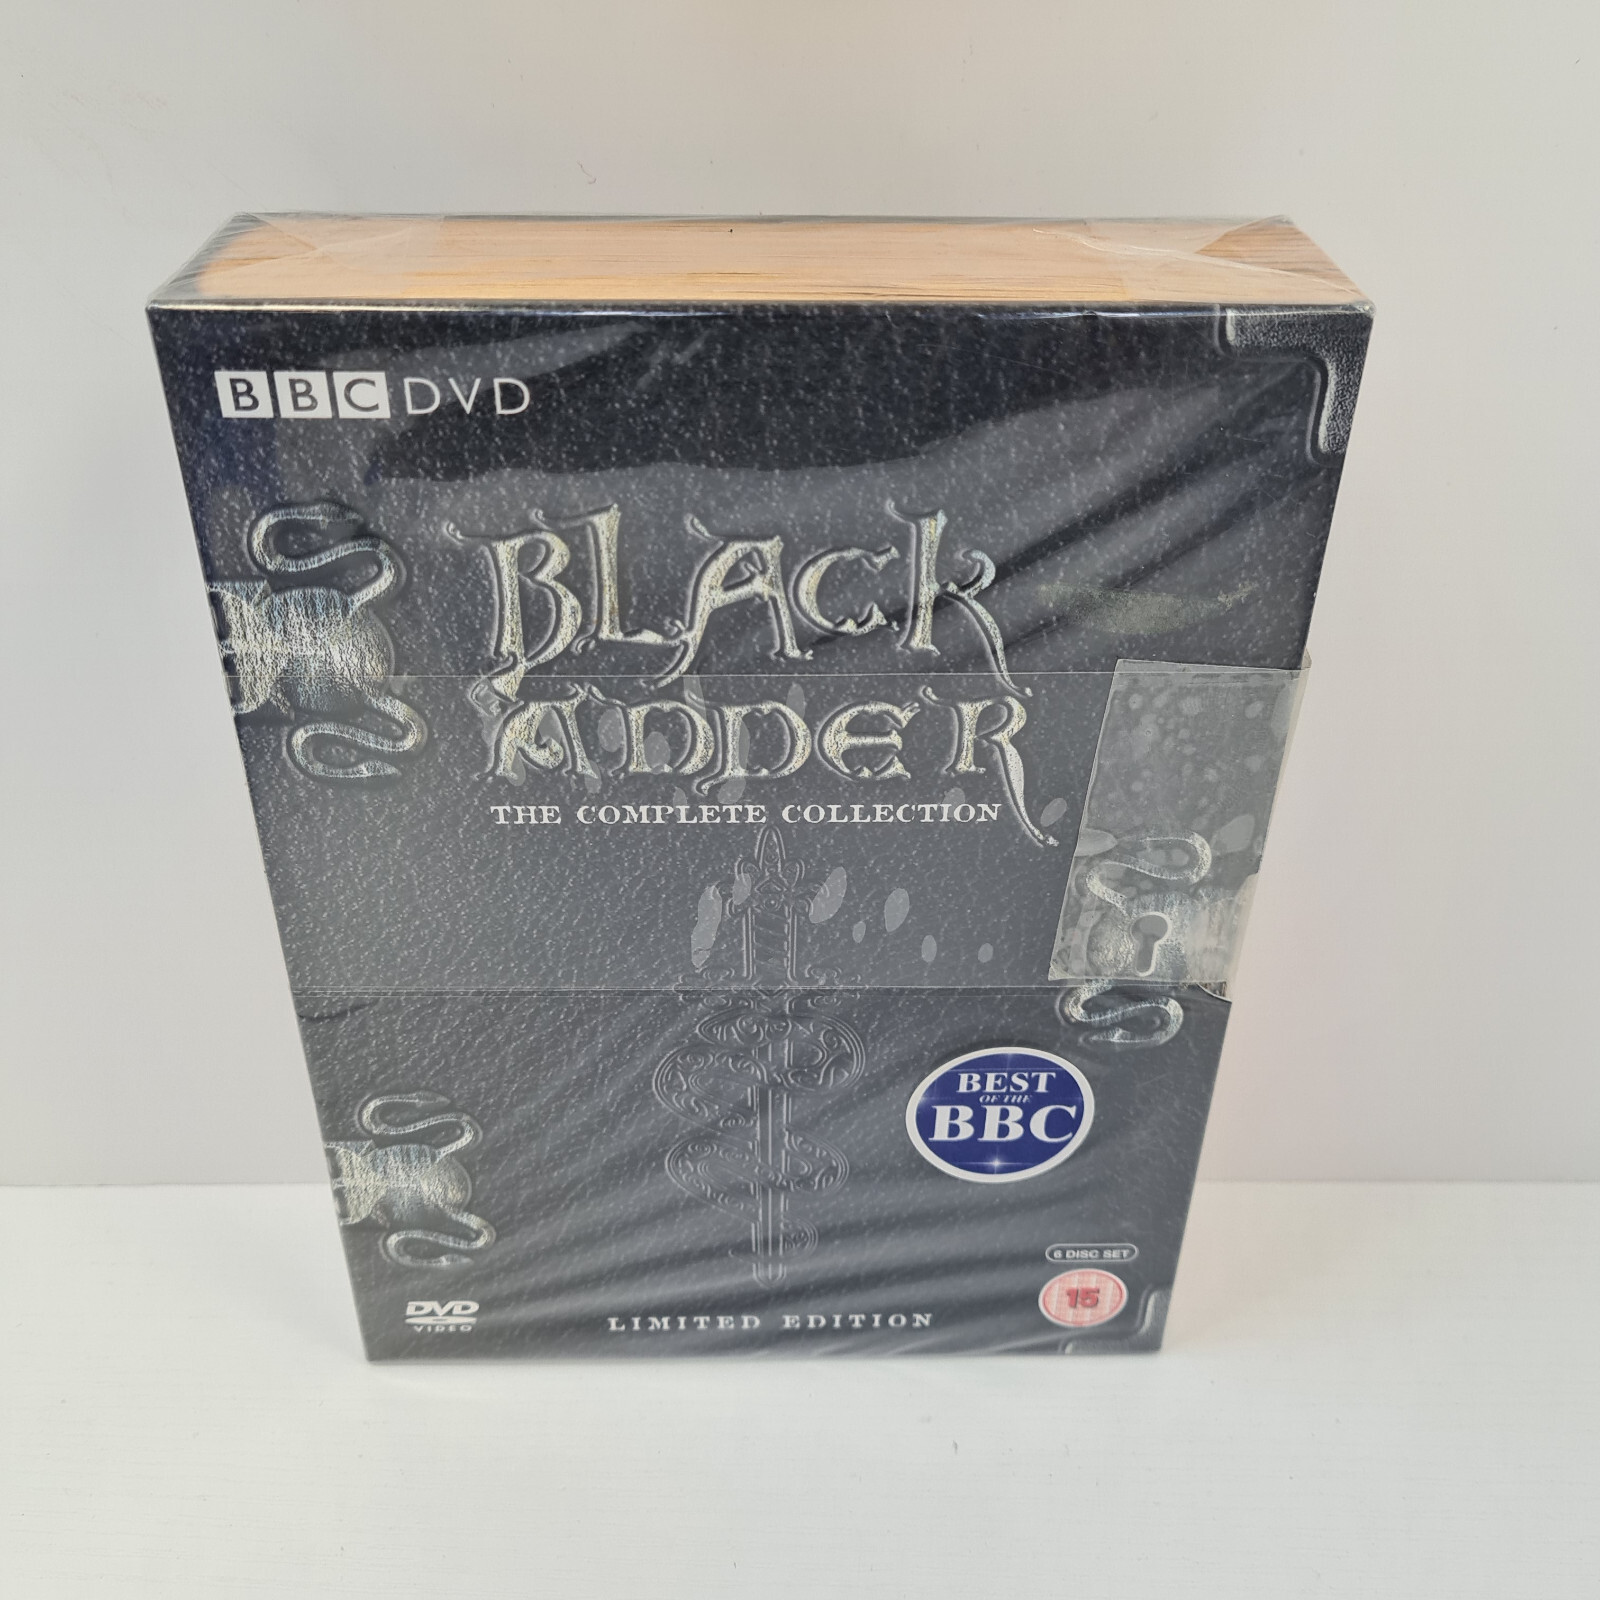 BBC DVD
BLACK
ADDER
THE COMPLETE COLLECTION
BEST
OF THE
BBC
6 DISC SET
15
DVD
VIDEO
LIMITED EDITION